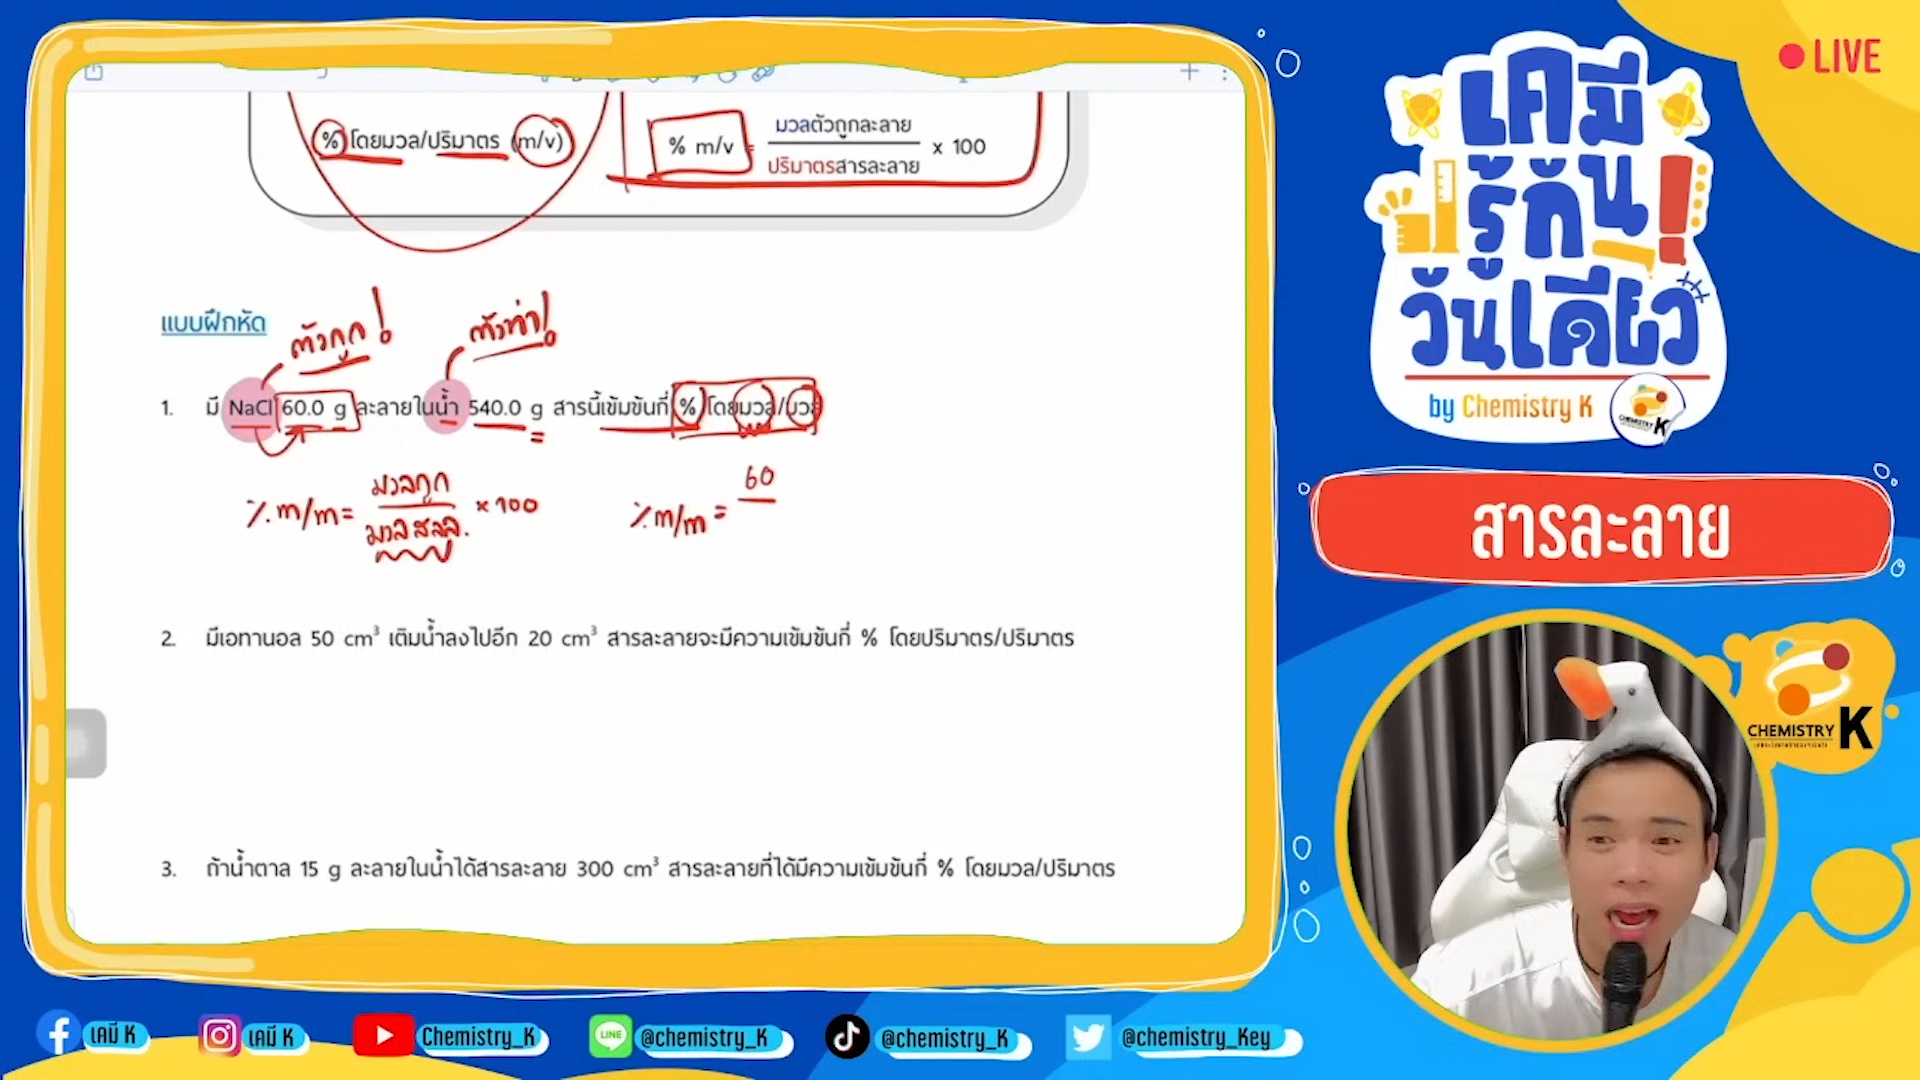 % โดยมวล/ปริมาตร (m/v)
% m/v = มวลตัวถูกละลาย / ปริมาตรสารละลาย x 100
แบบฝึกหัด
ตัวถูก!
ตัวทำ!
1. มี NaCl 60.0 g ละลายในน้ำ 540.0 g สารนี้เข้มข้นกี่ % โดยมวล/มวล
% m/m = มวลถูก / มวล สลล. × 100
% m/m = 60
2. มีเอทานอล 50 cm³ เติมน้ำลงไปอีก 20 cm³ สารละลายจะมีความเข้มข้นกี่ % โดยปริมาตร/ปริมาตร
3. ถ้าน้ำตาล 15 g ละลายในน้ำได้สารละลาย 300 cm³ สารละลายที่ได้มีความเข้มข้นกี่ % โดยมวล/ปริมาตร
LIVE
เคมี
รู้กัน!
วันเดียว
by Chemistry K
CHEMISTRY K
สารละลาย
CHEMISTRY K
เคมี K
เคมี K
Chemistry_K
LINE
@chemistry_K
@chemistry_K
@chemistry_Key